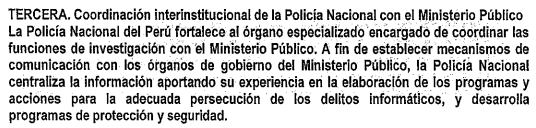 TERCERA. Coordinación interinstitucional de la Policía Nacional con el Ministerio Público
La Policía Nacional del Perú fortalece al órgano especializado encargado de coordinar las
funciones de investigación con el Ministerio Público. A fin de establecer mecanismos de
comunicación con los órganos de gobierno del Ministerio Público, la Policía Nacional
centraliza la información aportando su experiencia en la elaboración de los programas y
acciones para la adecuada persecución de los delitos informáticos, y desarrolla
programas de protección y seguridad.